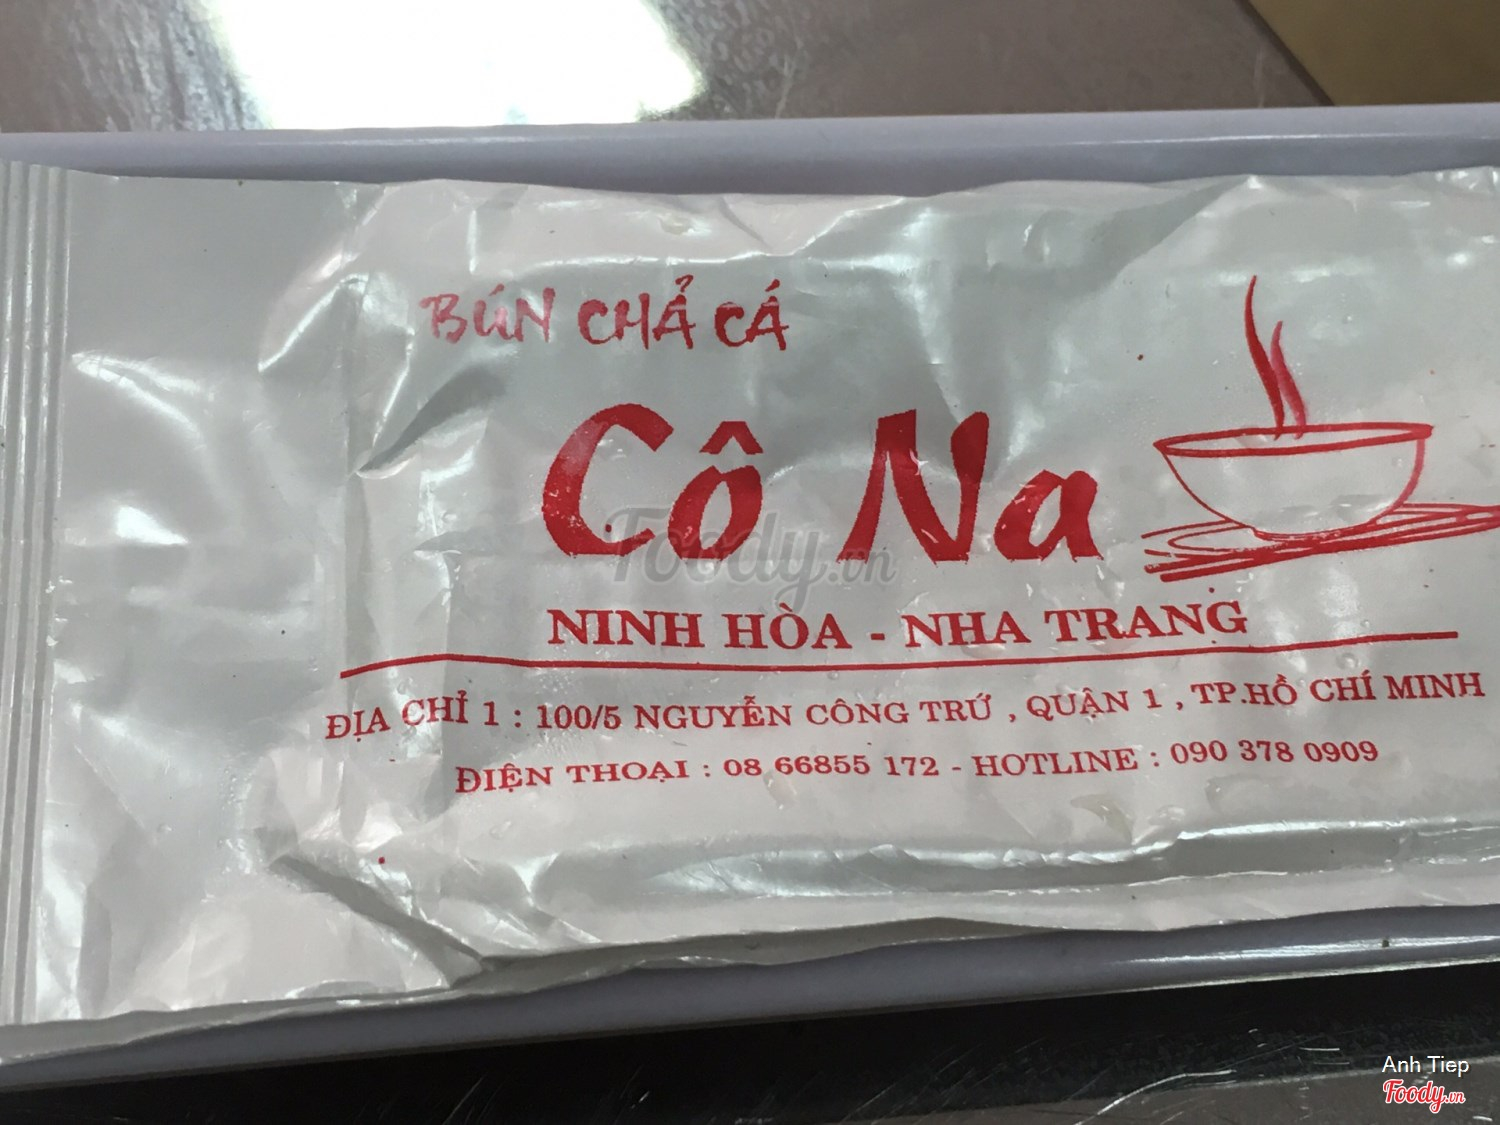 BÚN CHẢ CÁ
Cô Na
Foody.vn
NINH HÒA - NHA TRANG
ĐỊA CHỈ 1 : 100/5 NGUYỄN CÔNG TRỨ , QUẬN 1 , TP.HỒ CHÍ MINH
ĐIỆN THOẠI : 08 66855 172 - HOTLINE : 090 378 0909
Anh Tiep
Foody.vn